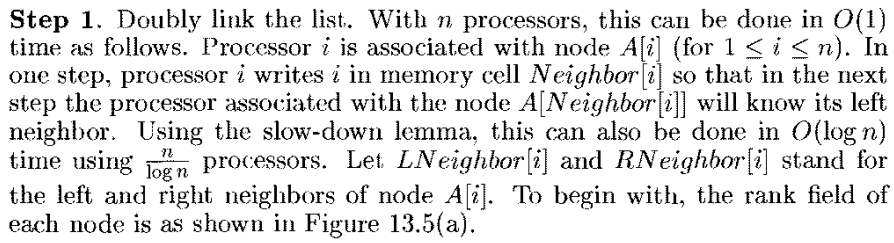 Step 1. Doubly link the list. With n processors, this can be done in O(1)
time as follows. Processor i is associated with node A[i] (for 1 ≤ i ≤ n). In
one step, processor i writes i in memory cell Neighbor[i] so that in the next
step the processor associated with the node A[Neighbor[i]] will know its left
neighbor. Using the slow-down lemma, this can also be done in O(log n)
time using n/log n processors. Let LNeighbor[i] and RNeighbor[i] stand for
the left and right neighbors of node A[i]. To begin with, the rank field of
each node is as shown in Figure 13.5(a).